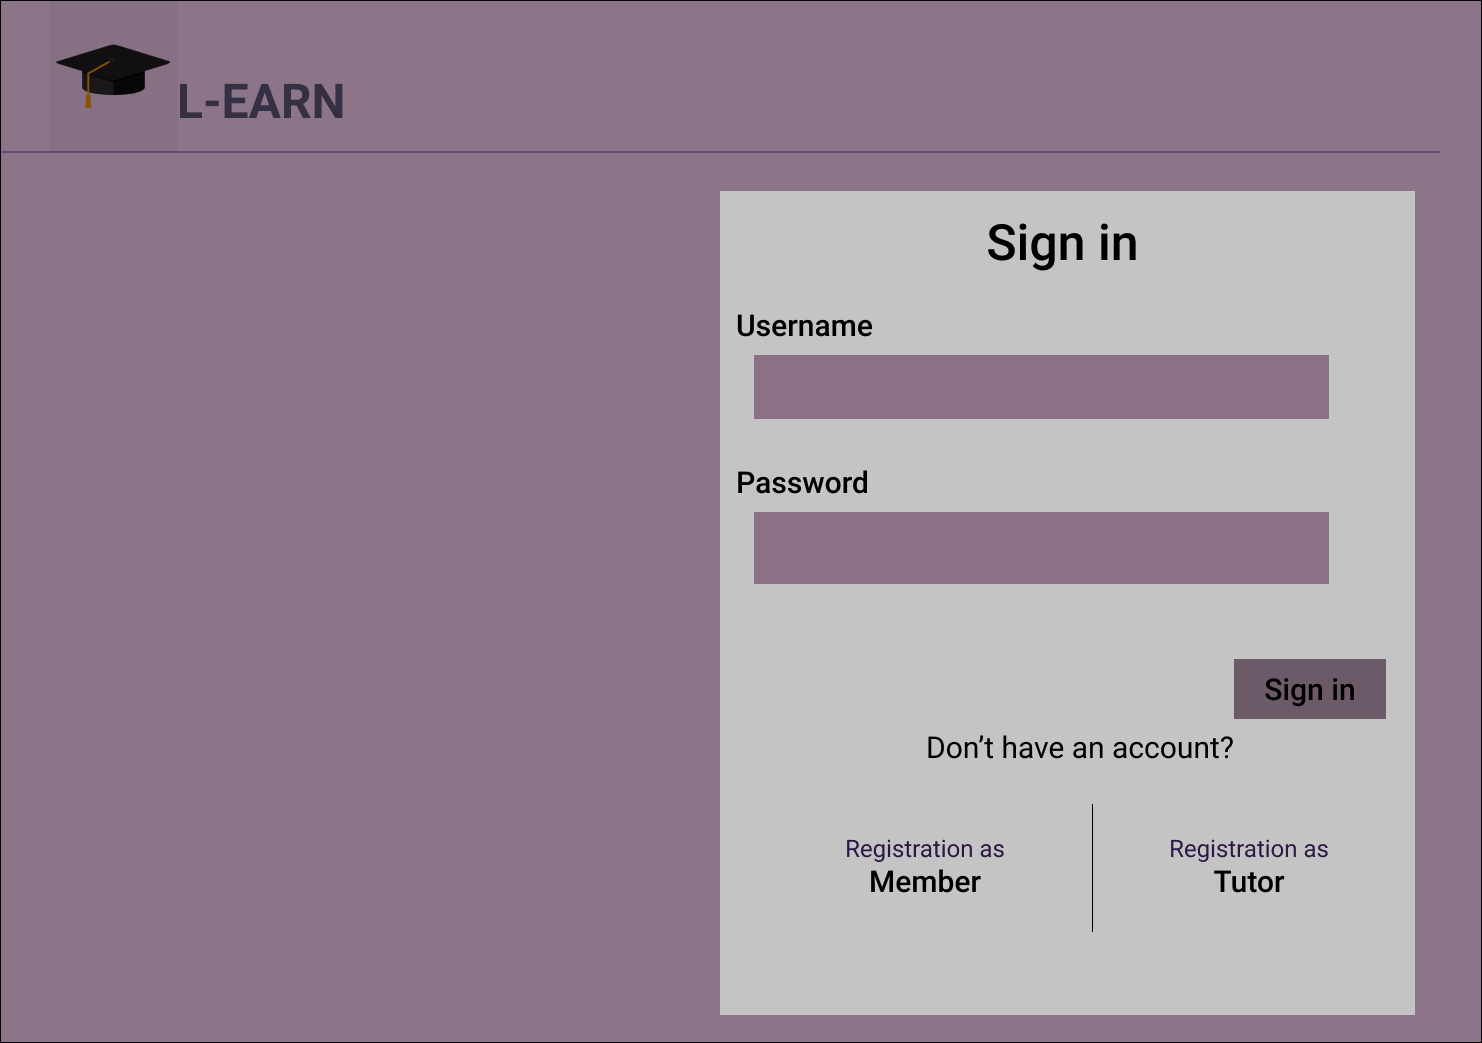 L-EARN
Sign in
Username
Password
Sign in
Don’t have an account?
Registration as
Member
Registration as
Tutor